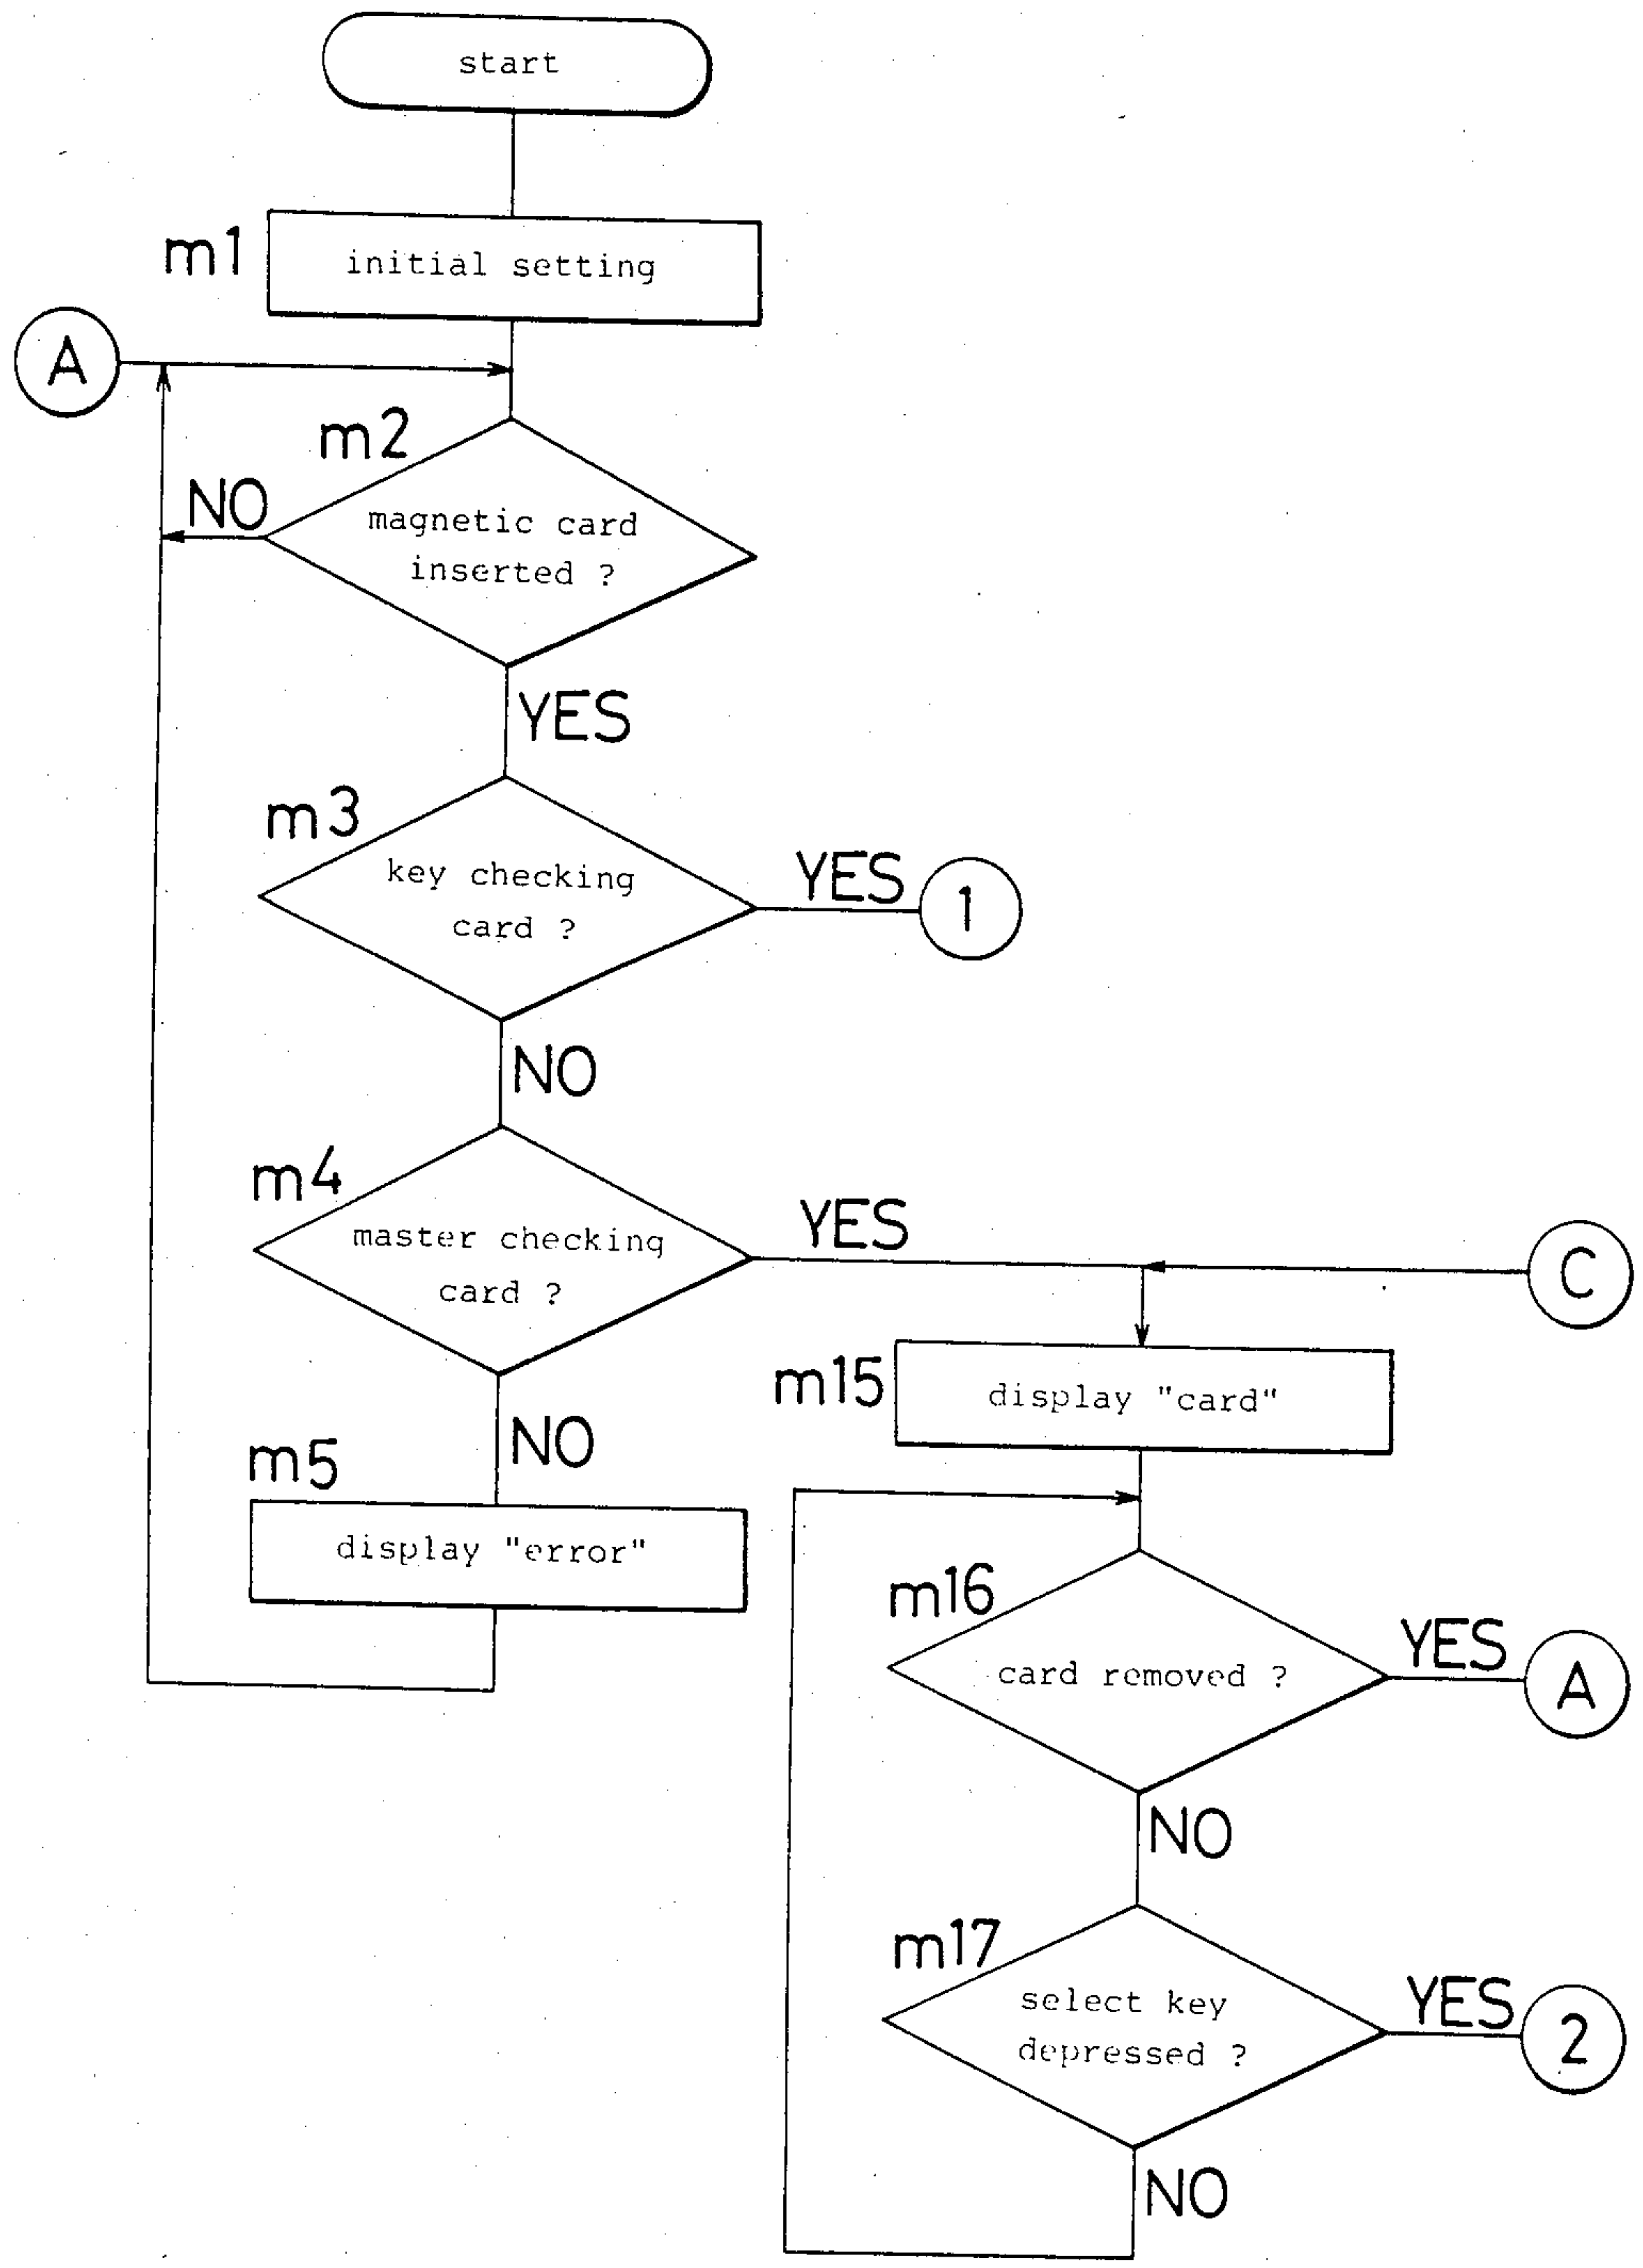 start
m1
initial setting
A
m2
NO
magnetic card
inserted ?
YES
m3
key checking
card ?
YES
1
NO
m4
master checking
card ?
YES
C
m15
display "card"
NO
m5
display "error"
m16
card removed ?
YES
A
NO
m17
select key
depressed ?
YES
2
NO